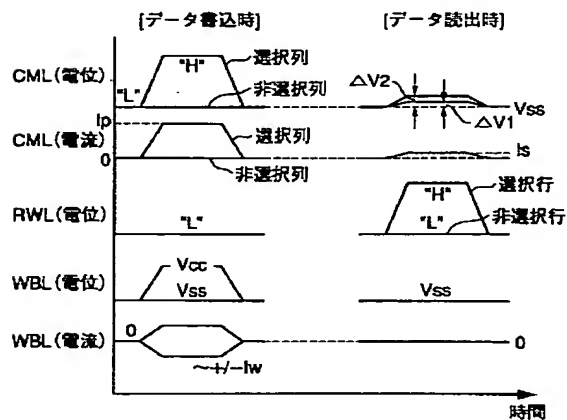 [データ書込時] [データ読出時]
CML(電位) "L" "H" 選択列 非選択列 △V2 △V1 Vss
CML(電流) Ip 0 選択列 非選択列 Is
RWL(電位) "L" "H" "L" 選択行 非選択行
WBL(電位) Vcc Vss Vss
WBL(電流) 0 ~+/-Iw 0
時間